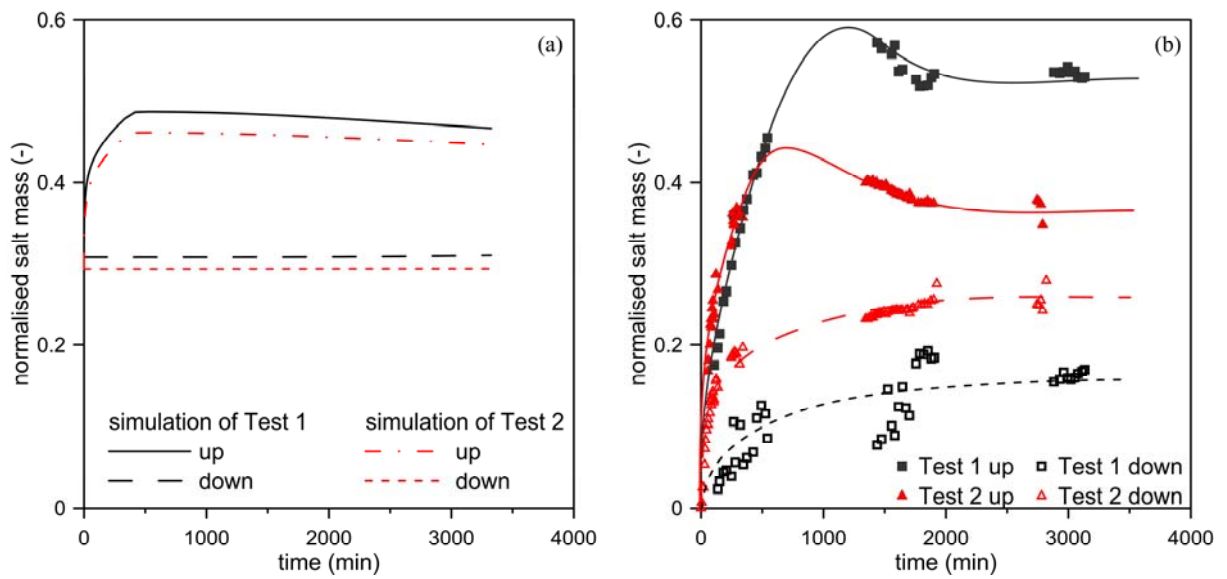 0.6
0.4
0.2
0
normalised salt mass (-)
(a)
simulation of Test 1
up
down
simulation of Test 2
up
down
0
1000
2000
3000
4000
time (min)
0.6
0.4
0.2
0
normalised salt mass (-)
(b)
Test 1 up
Test 1 down
Test 2 up
Test 2 down
0
1000
2000
3000
4000
time (min)